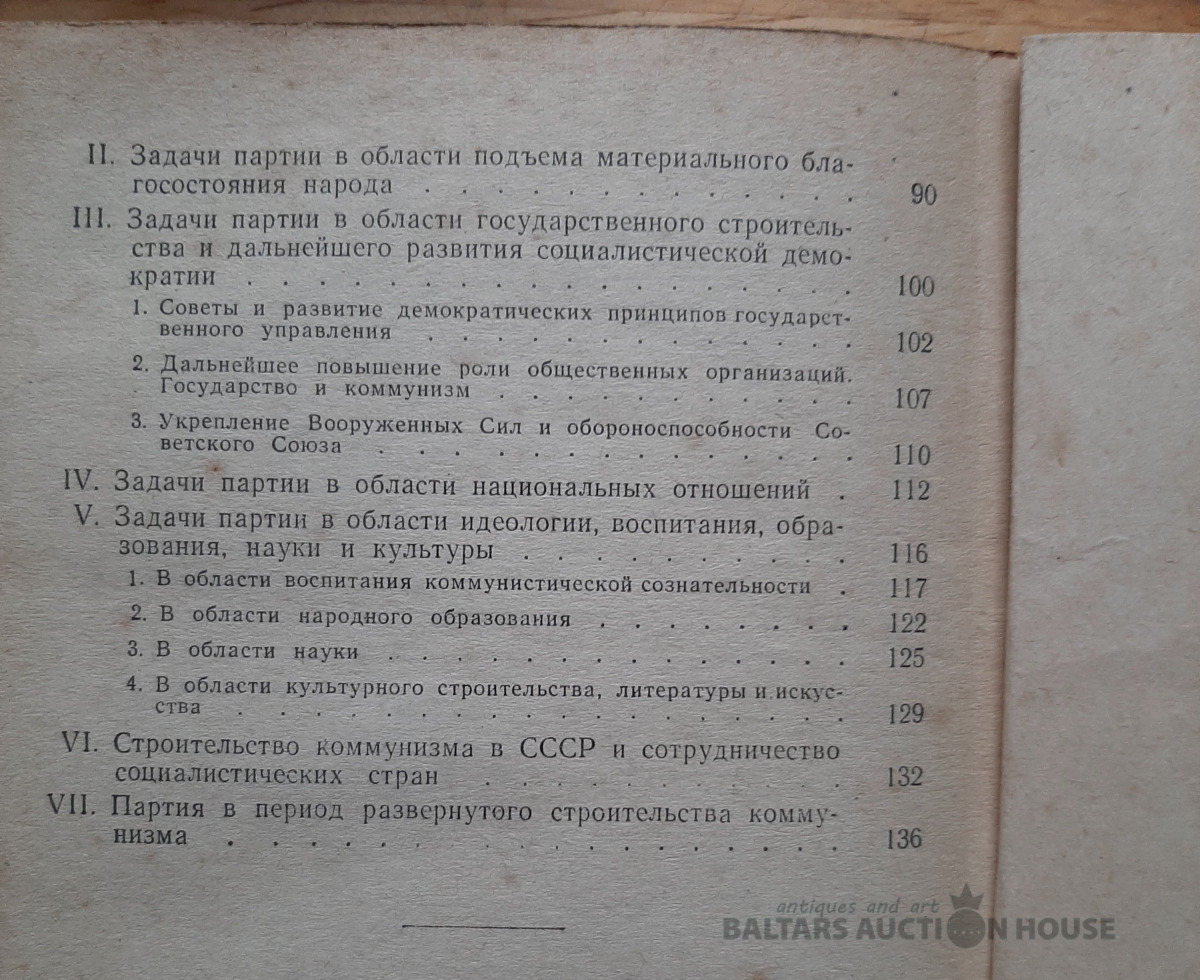 II. Задачи партии в области подъема материального бла-
госостояния народа . . . . . . . . . . . . 90
III. Задачи партии в области государственного строитель-
ства и дальнейшего развития социалистической демо-
кратии . . . . . . . . . . . . . . . . . 100
1. Советы и развитие демократических принципов государст-
венного управления . . . . . . . . . . . . . 102
2. Дальнейшее повышение роли общественных организаций.
Государство и коммунизм . . . . . . . . . . . 107
3. Укрепление Вооруженных Сил и обороноспособности Со-
ветского Союза . . . . . . . . . . . . . . 110
IV. Задачи партии в области национальных отношений . 112
V. Задачи партии в области идеологии, воспитания, обра-
зования, науки и культуры . . . . . . . . . 116
1. В области воспитания коммунистической сознательности . 117
2. В области народного образования . . . . . . . . 122
3. В области науки . . . . . . . . . . . . . . 125
4. В области культурного строительства, литературы и искус-
ства . . . . . . . . . . . . . . . . . 129
VI. Строительство коммунизма в СССР и сотрудничество
социалистических стран . . . . . . . . . . 132
VII. Партия в период развернутого строительства комму-
низма . . . . . . . . . . . . . . . . . 136
antiques and art
BALTARS AUCTION HOUSE